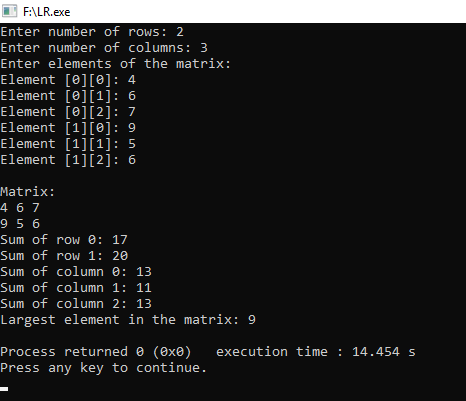 F:\LR.exe
Enter number of rows: 2
Enter number of columns: 3
Enter elements of the matrix:
Element [0][0]: 4
Element [0][1]: 6
Element [0][2]: 7
Element [1][0]: 9
Element [1][1]: 5
Element [1][2]: 6
Matrix:
4 6 7
9 5 6
Sum of row 0: 17
Sum of row 1: 20
Sum of column 0: 13
Sum of column 1: 11
Sum of column 2: 13
Largest element in the matrix: 9
Process returned 0 (0x0)   execution time : 14.454 s
Press any key to continue.